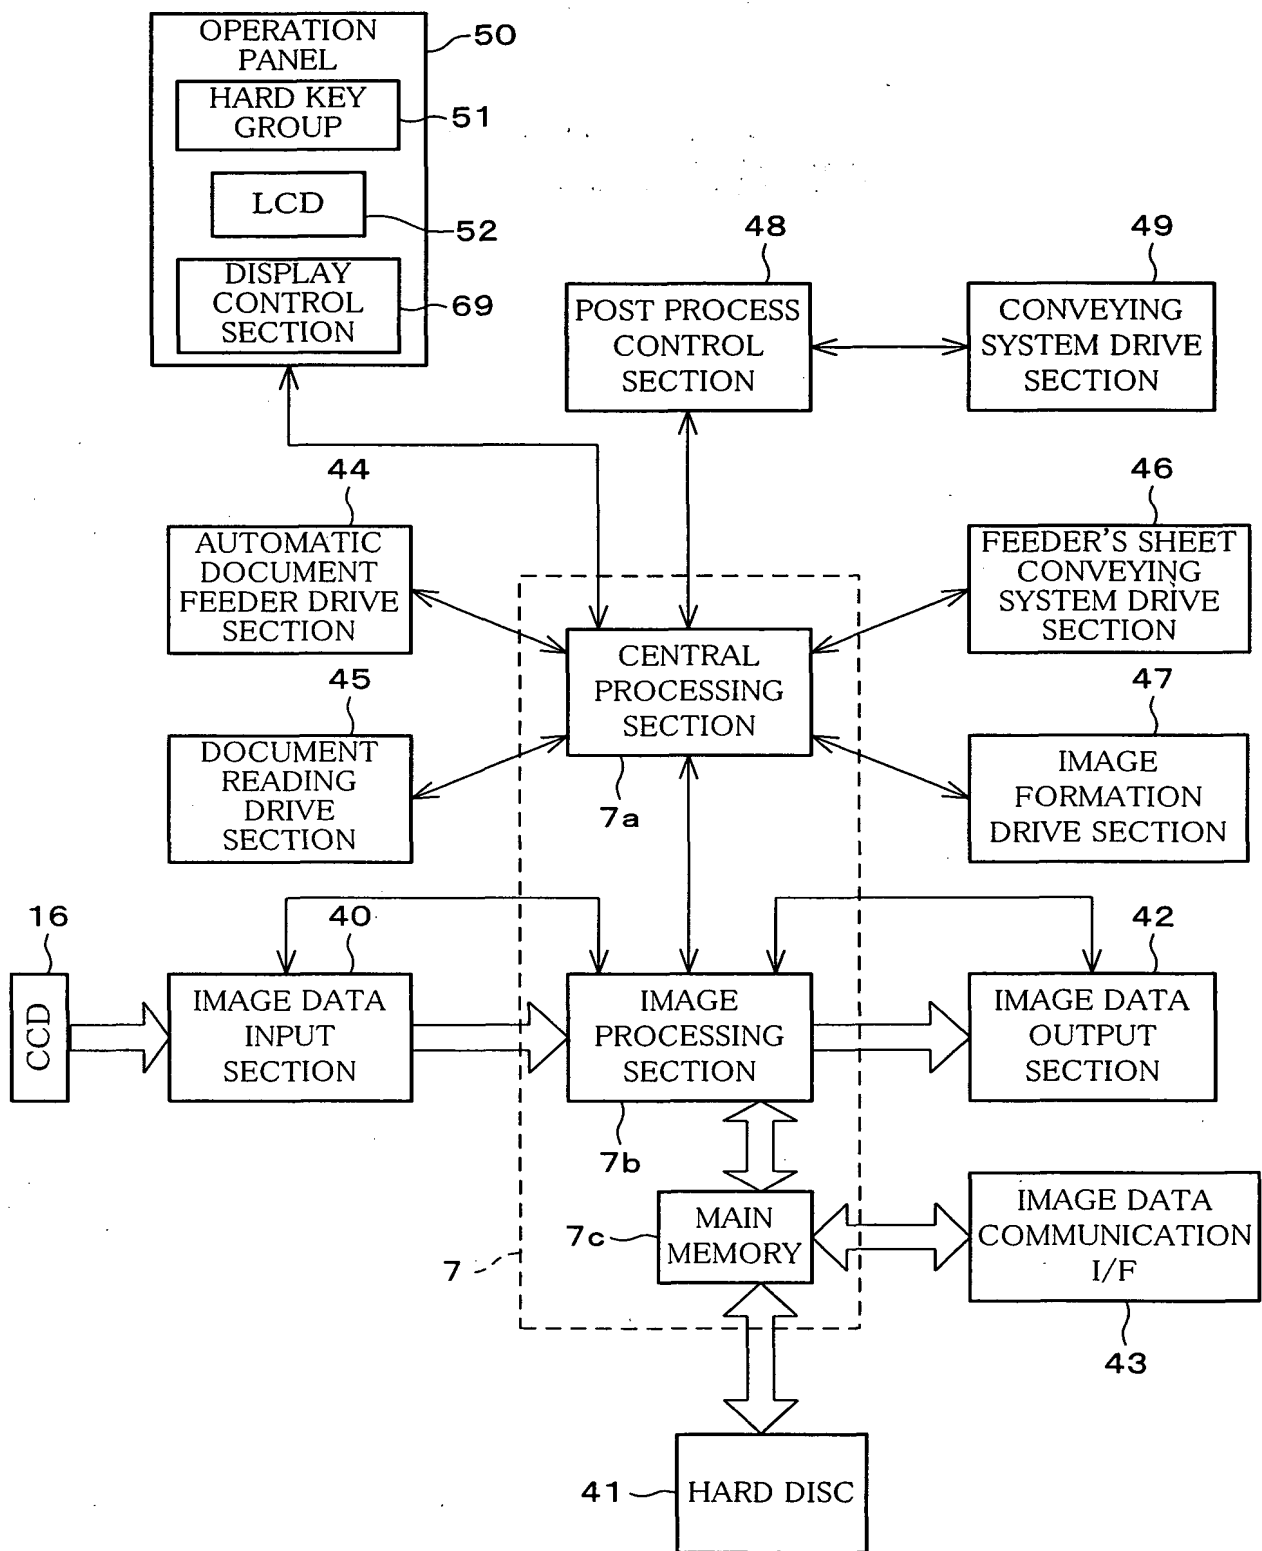 OPERATION
PANEL
50
HARD KEY
GROUP
51
LCD
52
DISPLAY
CONTROL
SECTION
69
48
POST PROCESS
CONTROL
SECTION
49
CONVEYING
SYSTEM DRIVE
SECTION
44
AUTOMATIC
DOCUMENT
FEEDER DRIVE
SECTION
46
FEEDER'S SHEET
CONVEYING
SYSTEM DRIVE
SECTION
CENTRAL
PROCESSING
SECTION
7a
45
DOCUMENT
READING
DRIVE
SECTION
47
IMAGE
FORMATION
DRIVE SECTION
16
CCD
40
IMAGE DATA
INPUT
SECTION
IMAGE
PROCESSING
SECTION
7b
42
IMAGE DATA
OUTPUT
SECTION
7c
MAIN
MEMORY
7
IMAGE DATA
COMMUNICATION
I/F
43
41
HARD DISC